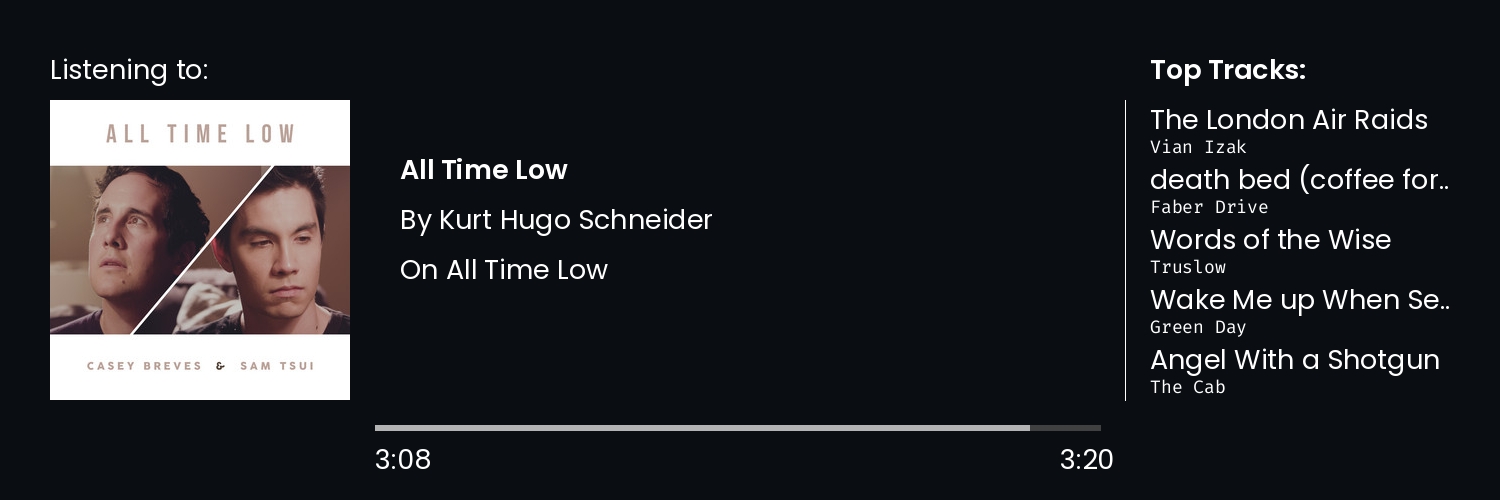 Listening to:
ALL TIME LOW
CASEY BREVES & SAM TSUI
All Time Low
By Kurt Hugo Schneider
On All Time Low
3:08
3:20
Top Tracks:
The London Air Raids
Vian Izak
death bed (coffee for..
Faber Drive
Words of the Wise
Truslow
Wake Me up When Se..
Green Day
Angel With a Shotgun
The Cab